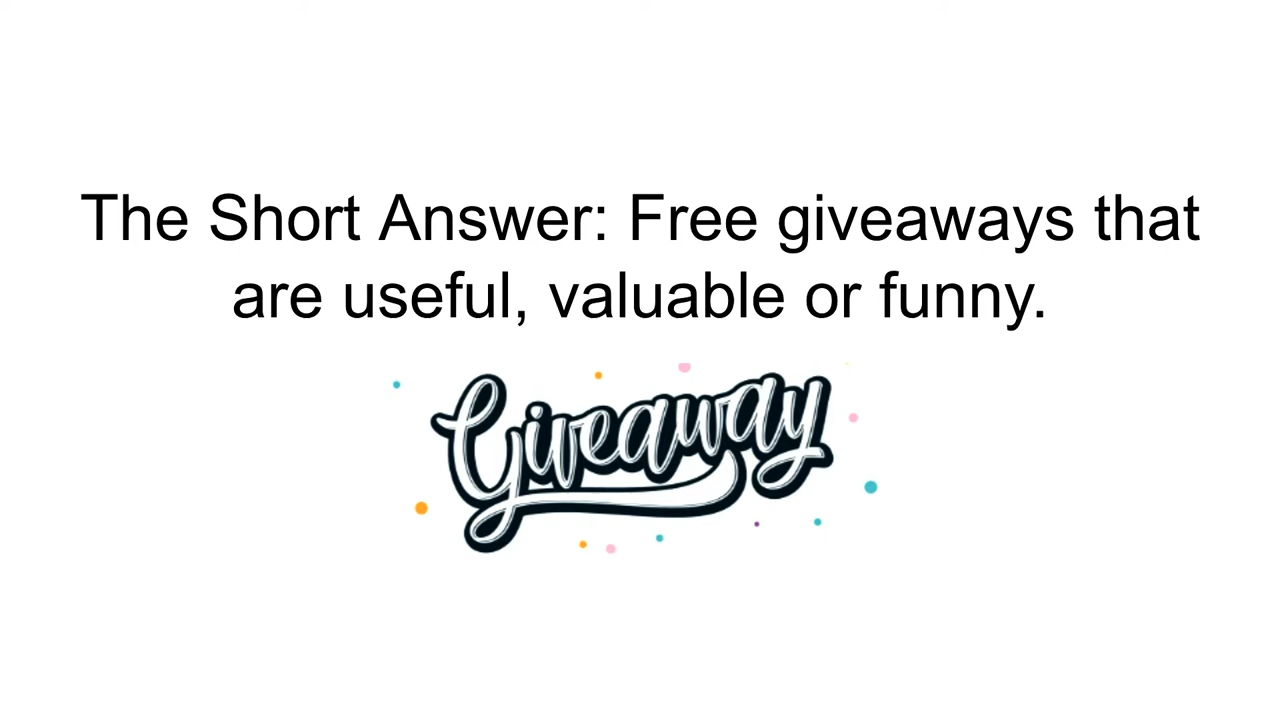 The Short Answer: Free giveaways that
are useful, valuable or funny.
Giveaway